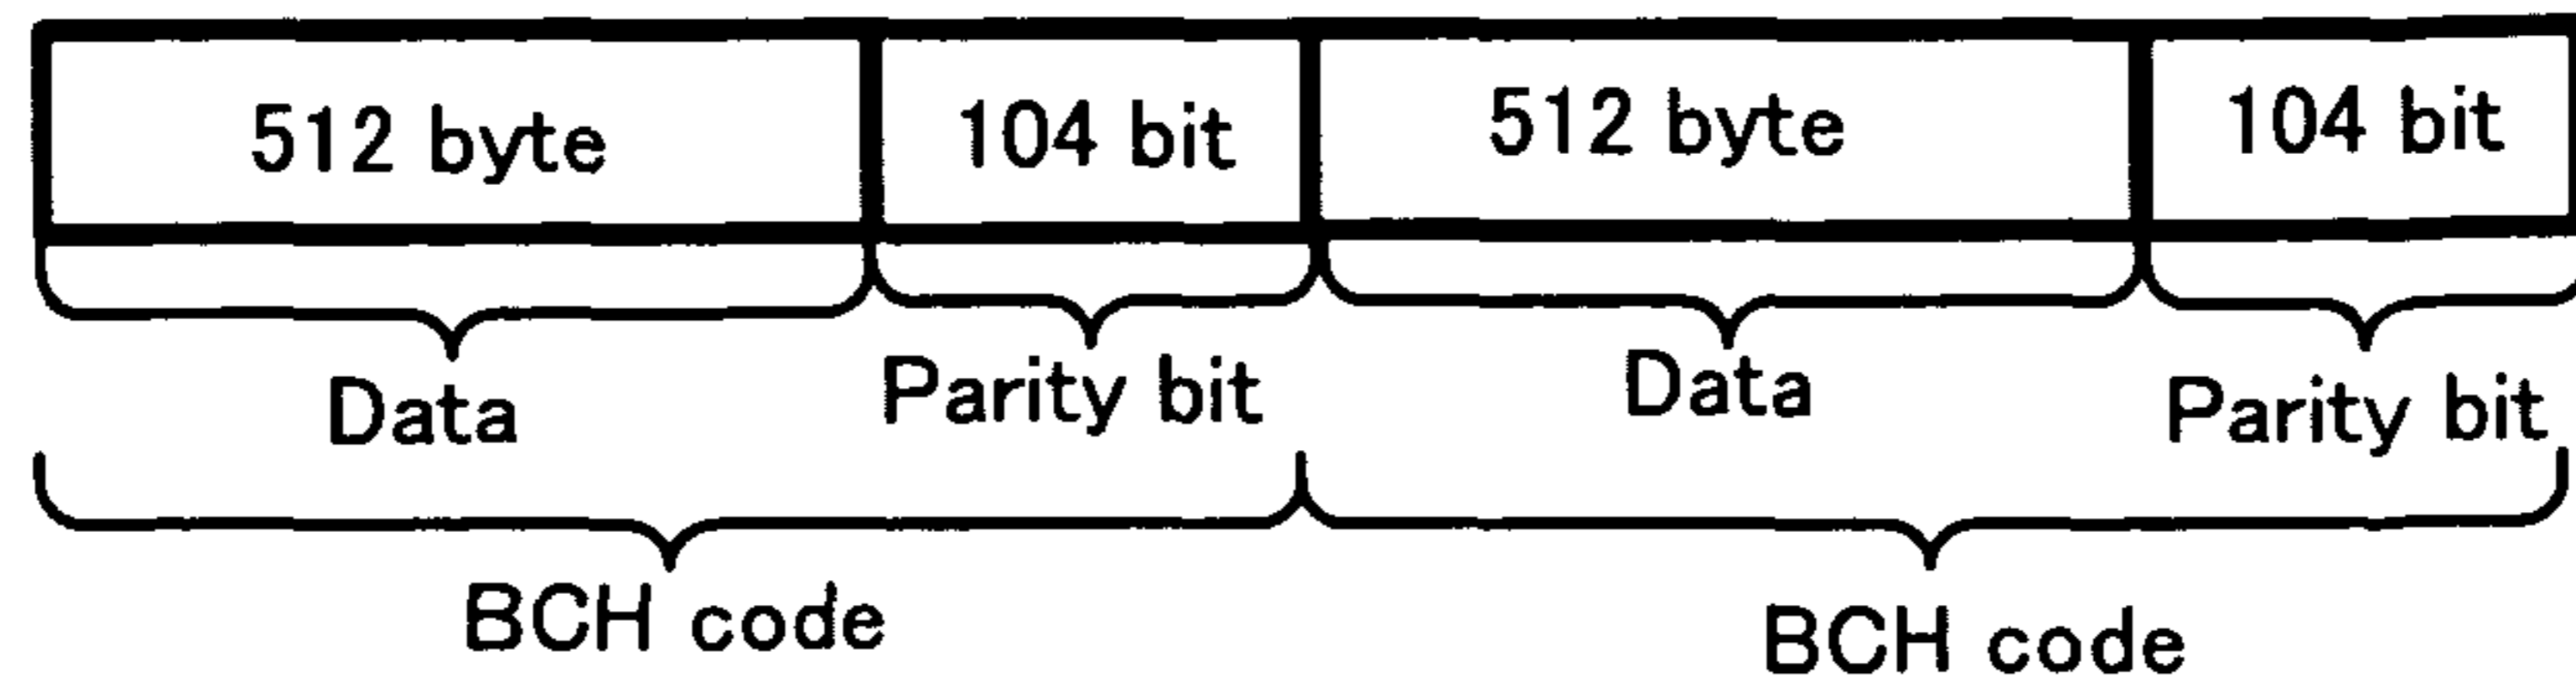 512 byte 104 bit 512 byte 104 bit
Data Parity bit Data Parity bit
BCH code BCH code